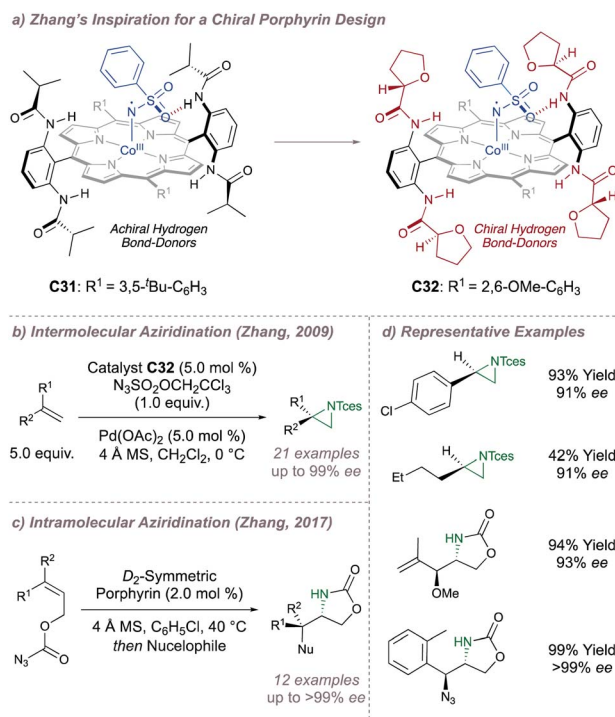 a) Zhang's Inspiration for a Chiral Porphyrin Design
O
N
H
R¹
N
S
O
O
H
N
N
N
N
N
Co^III
N
H
O
R¹
N
H
O
Achiral Hydrogen
Bond-Donors
C31: R¹ = 3,5-ᵗBu-C₆H₃
O
H
O
N
H
R¹
N
S
O
O
H
O
O
H
N
N
N
N
N
Co^III
N
H
O
H
O
R¹
N
H
O
H
O
Chiral Hydrogen
Bond-Donors
C32: R¹ = 2,6-OMe-C₆H₃
b) Intermolecular Aziridination (Zhang, 2009)
R¹
R²
5.0 equiv.
Catalyst C32 (5.0 mol %)
N₃SO₂OCH₂CCl₃
(1.0 equiv.)
Pd(OAc)₂ (5.0 mol %)
4 Å MS, CH₂Cl₂, 0 °C
R¹
R²
NTces
21 examples
up to 99% ee
c) Intramolecular Aziridination (Zhang, 2017)
R²
R¹
O
N₃
O
D₂-Symmetric
Porphyrin (2.0 mol %)
4 Å MS, C₆H₅Cl, 40 °C
then Nucelophile
R²
R¹
Nu
HN
O
O
12 examples
up to >99% ee
d) Representative Examples
Cl
H
NTces
93% Yield
91% ee
Et
H
NTces
42% Yield
91% ee
HN
O
O
OMe
94% Yield
93% ee
HN
O
O
N₃
99% Yield
>99% ee